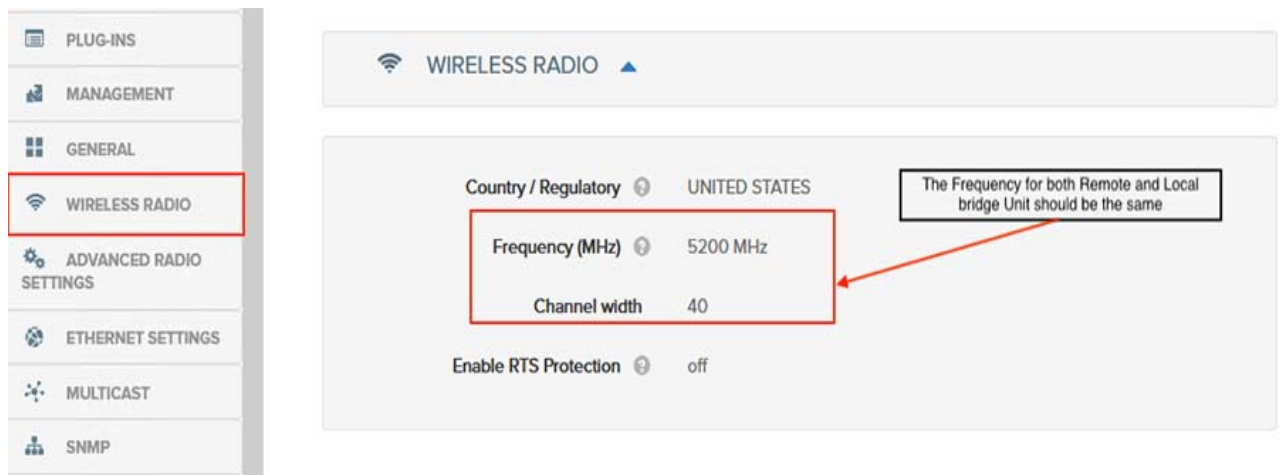 PLUG-INS
MANAGEMENT
GENERAL
WIRELESS RADIO
ADVANCED RADIO
SETTINGS
ETHERNET SETTINGS
MULTICAST
SNMP
WIRELESS RADIO
Country / Regulatory UNITED STATES
Frequency (MHz) 5200 MHz
Channel width 40
Enable RTS Protection off
The Frequency for both Remote and Local
bridge Unit should be the same